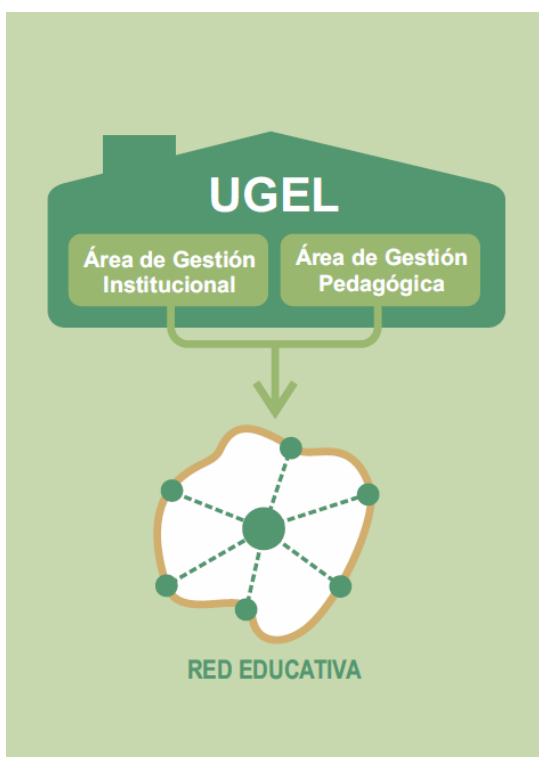 UGEL
Área de Gestión
Institucional
Área de Gestión
Pedagógica
RED EDUCATIVA